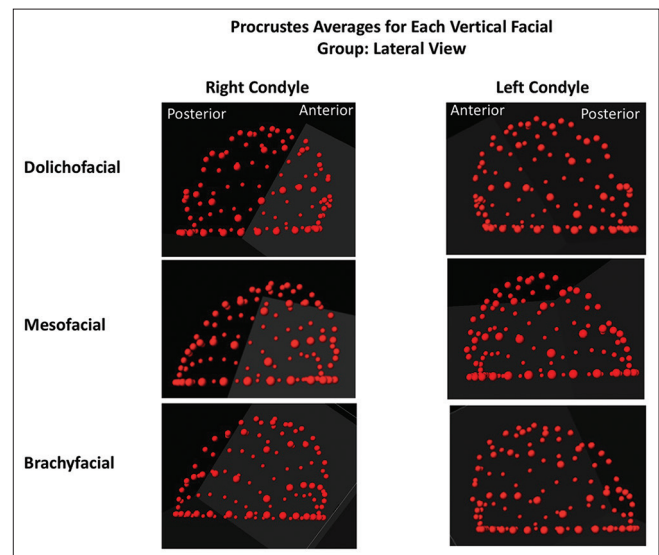 Procrustes Averages for Each Vertical Facial
Group: Lateral View
Right Condyle
Left Condyle
Posterior
Anterior
Anterior
Posterior
Dolichofacial
Mesofacial
Brachyfacial